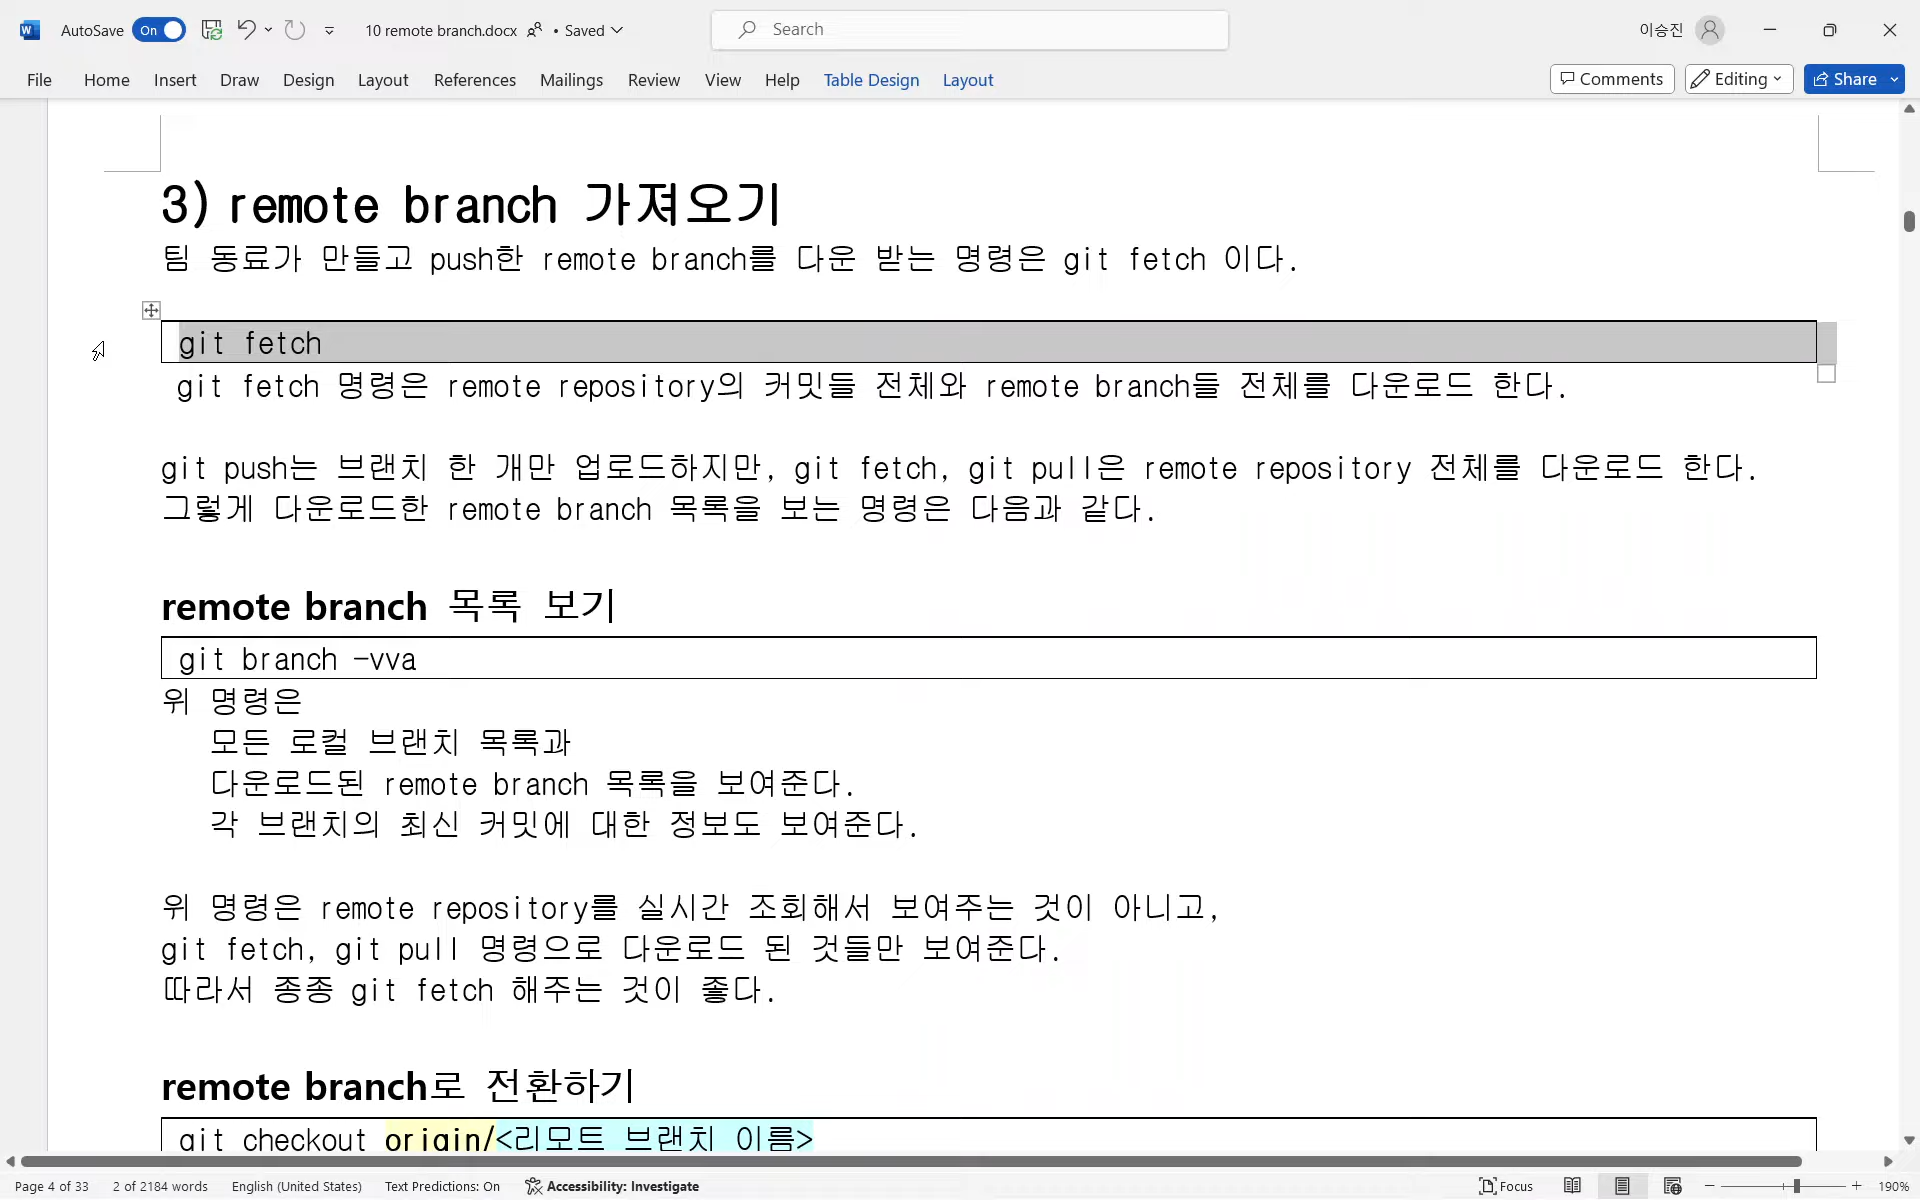 AutoSave On 10 remote branch.docx • Saved Search 이승진
File Home Insert Draw Design Layout References Mailings Review View Help Table Design Layout Comments Editing Share
3) remote branch 가져오기
팀 동료가 만들고 push한 remote branch를 다운 받는 명령은 git fetch 이다.
git fetch
git fetch 명령은 remote repository의 커밋들 전체와 remote branch들 전체를 다운로드 한다.
git push는 브랜치 한 개만 업로드하지만, git fetch, git pull은 remote repository 전체를 다운로드 한다.
그렇게 다운로드한 remote branch 목록을 보는 명령은 다음과 같다.
remote branch 목록 보기
git branch -vva
위 명령은
모든 로컬 브랜치 목록과
다운로드된 remote branch 목록을 보여준다.
각 브랜치의 최신 커밋에 대한 정보도 보여준다.
위 명령은 remote repository를 실시간 조회해서 보여주는 것이 아니고,
git fetch, git pull 명령으로 다운로드 된 것들만 보여준다.
따라서 종종 git fetch 해주는 것이 좋다.
remote branch로 전환하기
git checkout origin/<리모트 브랜치 이름>
Page 4 of 33 2 of 2184 words English (United States) Text Predictions: On Accessibility: Investigate Focus 190%